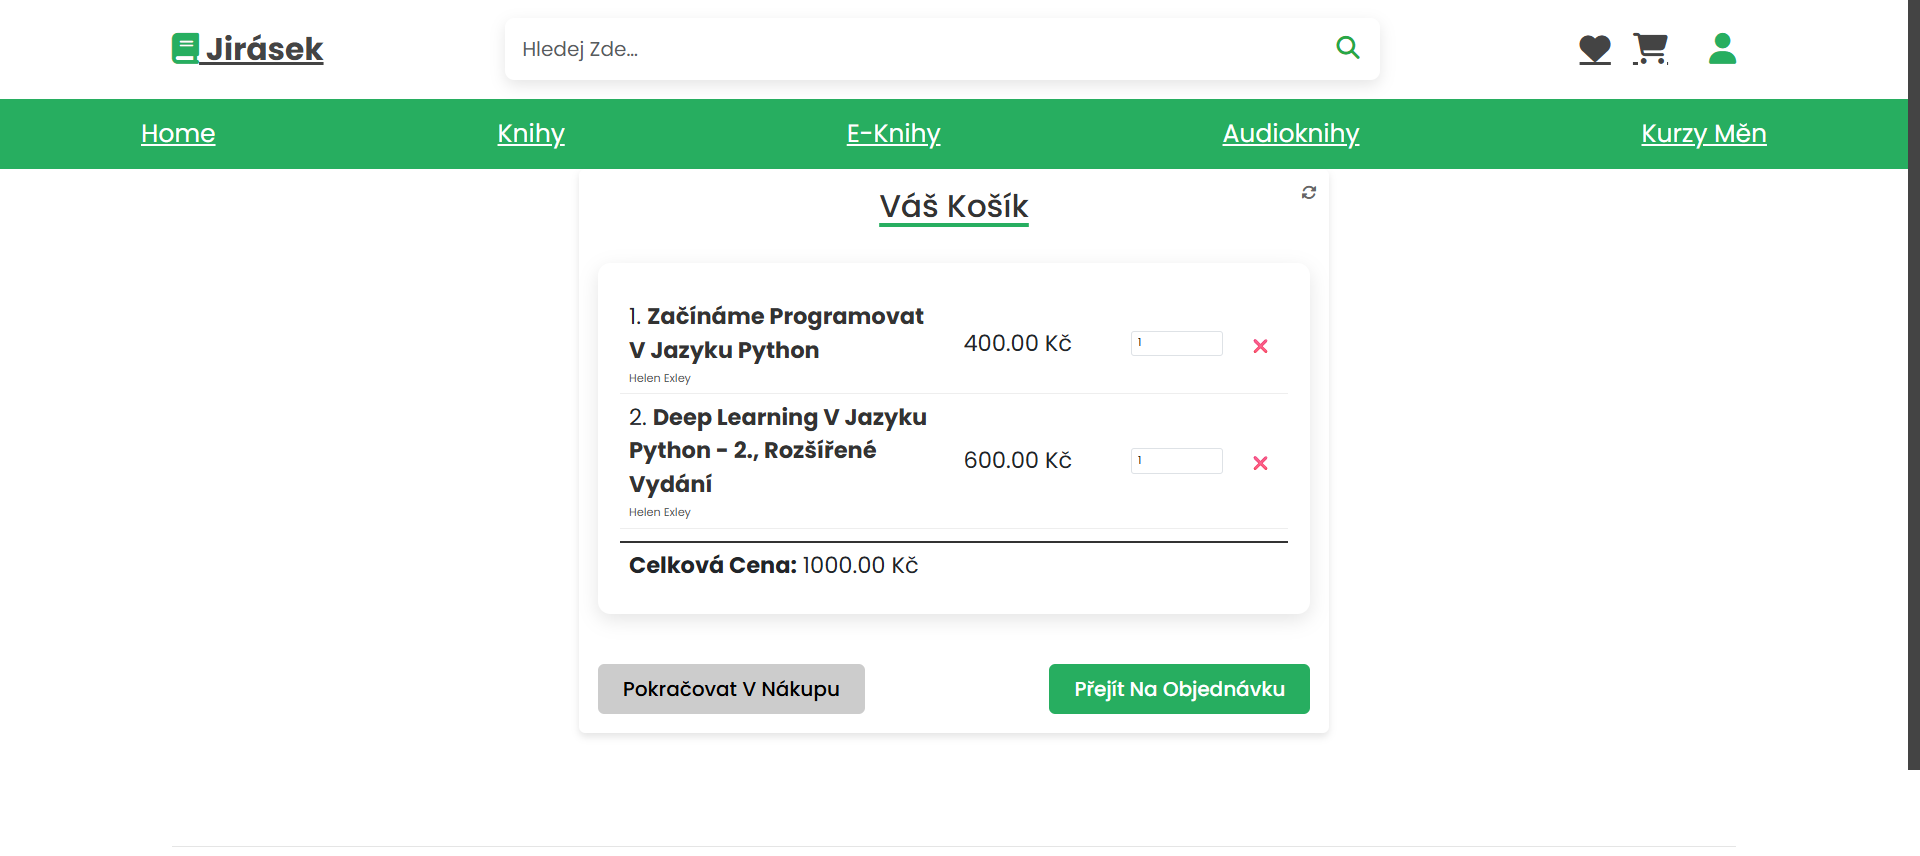 Jirásek
Hledej Zde...
Home Knihy E-Knihy Audioknihy Kurzy Měn
Váš Košík
1. Začínáme Programovat
V Jazyku Python
Helen Exley
400.00 Kč
1
2. Deep Learning V Jazyku
Python - 2., Rozšířené
Vydání
Helen Exley
600.00 Kč
1
Celková Cena: 1000.00 Kč
Pokračovat V Nákupu
Přejít Na Objednávku